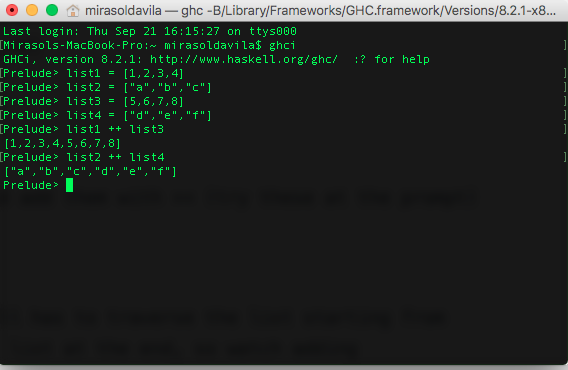 mirasoldavila — ghc -B/Library/Frameworks/GHC.framework/Versions/8.2.1-x8...
Last login: Thu Sep 21 16:15:27 on ttys000
[Mirasols-MacBook-Pro:~ mirasoldavila$ ghci ]
GHCi, version 8.2.1: http://www.haskell.org/ghc/  :? for help
[Prelude> list1 = [1,2,3,4] ]
[Prelude> list2 = ["a","b","c"] ]
[Prelude> list3 = [5,6,7,8] ]
[Prelude> list4 = ["d","e","f"] ]
[Prelude> list1 ++ list3 ]
[1,2,3,4,5,6,7,8]
[Prelude> list2 ++ list4 ]
["a","b","c","d","e","f"]
Prelude>